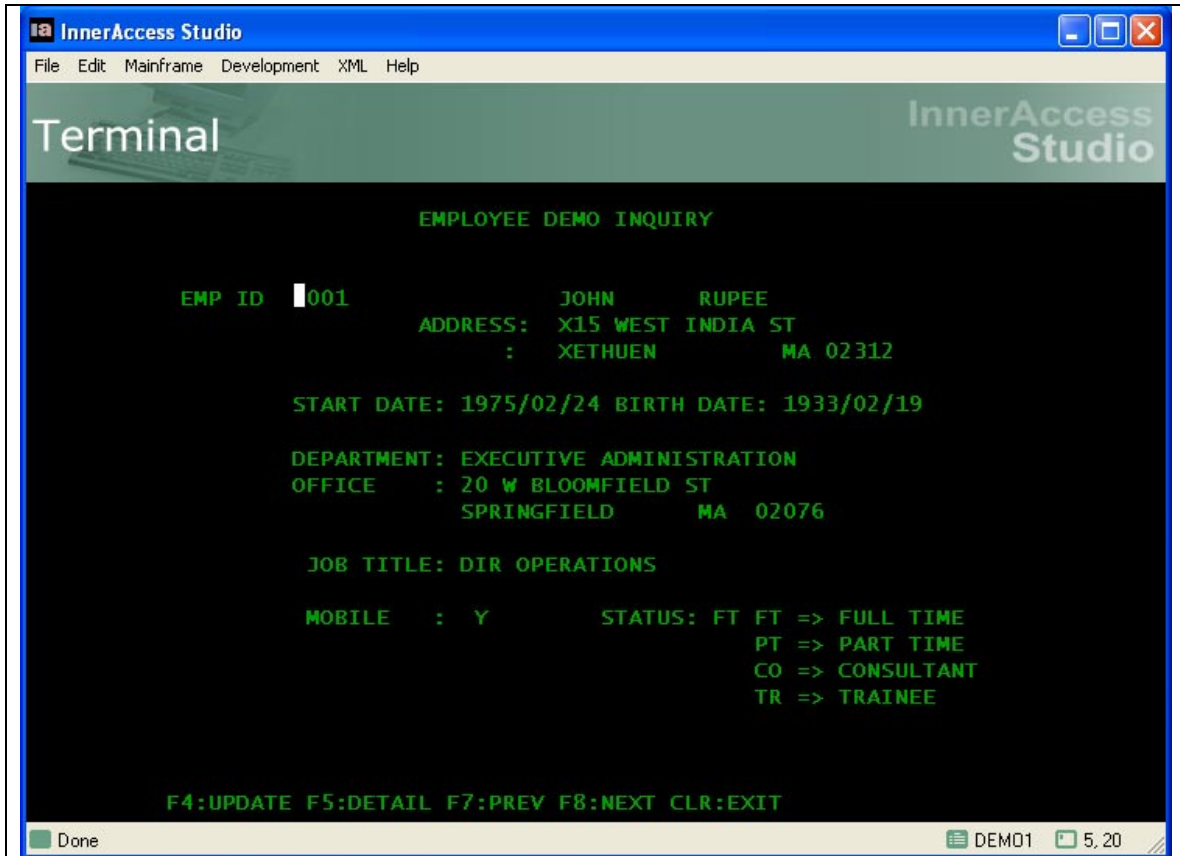 Ia InnerAccess Studio
File Edit Mainframe Development XML Help
Terminal
InnerAccess
Studio
EMPLOYEE DEMO INQUIRY
EMP ID 001 JOHN RUPEE
ADDRESS: X15 WEST INDIA ST
: XETHUEN MA 02312
START DATE: 1975/02/24 BIRTH DATE: 1933/02/19
DEPARTMENT: EXECUTIVE ADMINISTRATION
OFFICE : 20 W BLOOMFIELD ST
SPRINGFIELD MA 02076
JOB TITLE: DIR OPERATIONS
MOBILE : Y STATUS: FT FT => FULL TIME
PT => PART TIME
CO => CONSULTANT
TR => TRAINEE
F4:UPDATE F5:DETAIL F7:PREV F8:NEXT CLR:EXIT
Done DEMO1 5, 20